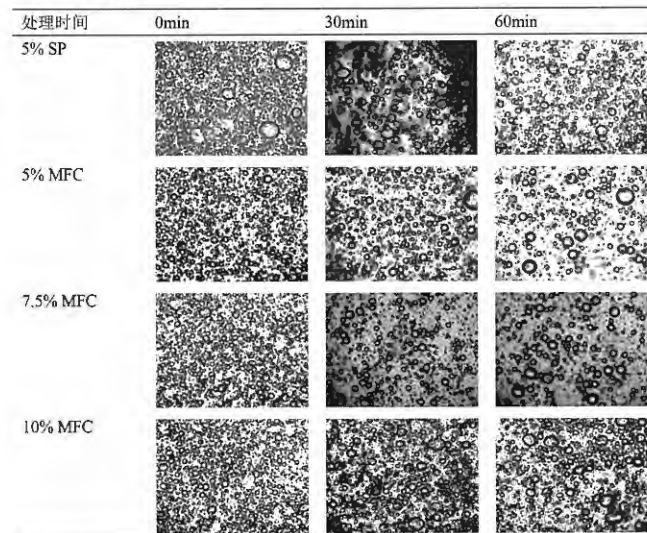 处理时间 0min 30min 60min
5% SP
5% MFC
7.5% MFC
10% MFC